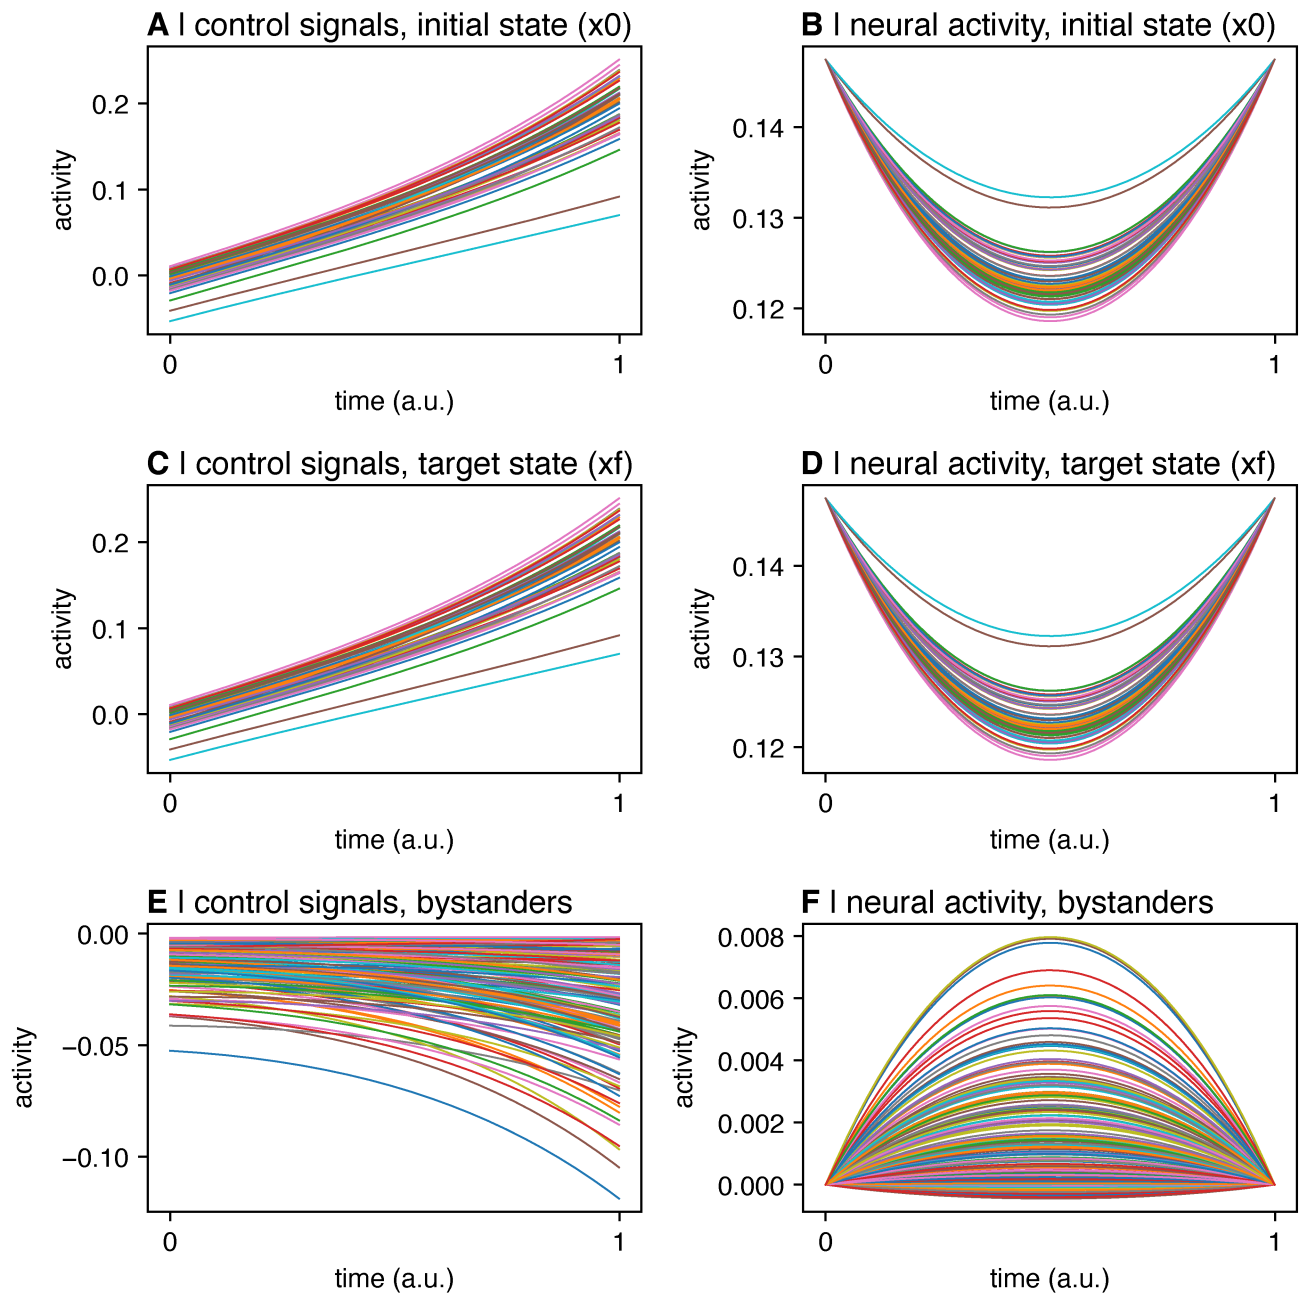 A | control signals, initial state (x0)
activity
0.2
0.1
0.0
0
1
time (a.u.)
B | neural activity, initial state (x0)
activity
0.14
0.13
0.12
0
1
time (a.u.)
C | control signals, target state (xf)
activity
0.2
0.1
0.0
0
1
time (a.u.)
D | neural activity, target state (xf)
activity
0.14
0.13
0.12
0
1
time (a.u.)
E | control signals, bystanders
activity
0.00
−0.05
−0.10
0
1
time (a.u.)
F | neural activity, bystanders
activity
0.008
0.006
0.004
0.002
0.000
0
1
time (a.u.)